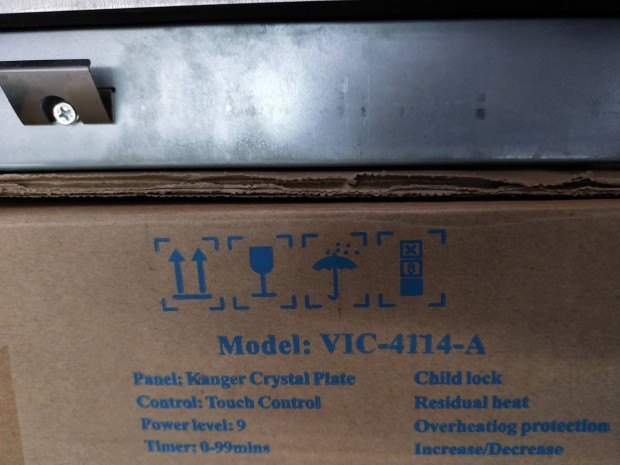 Model: VIC-4114-A
Panel: Kanger Crystal Plate
Child lock
Control: Touch Control
Residual heat
Power level: 9
Overheatiog protection
Timer: 0-99mins
Increase/Decrease